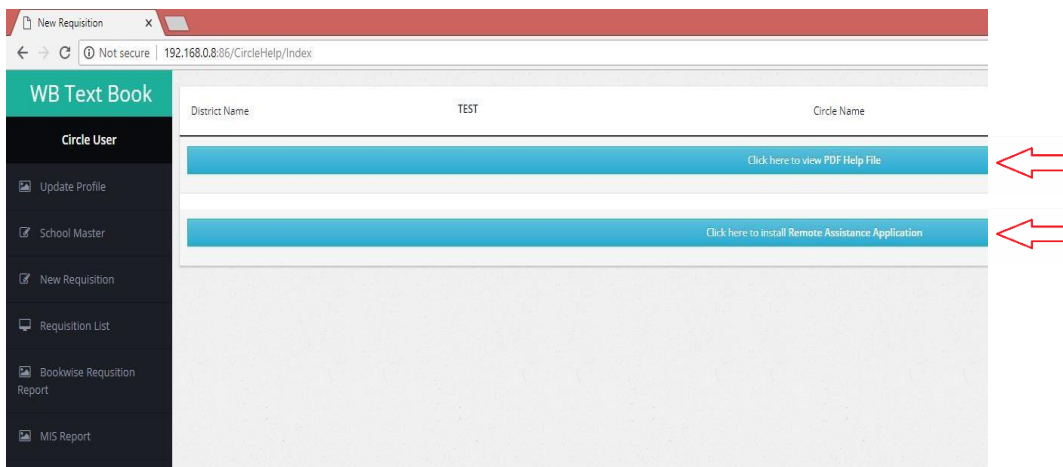 New Requisition
Not secure | 192.168.0.8:86/CircleHelp/Index
WB Text Book
District Name TEST Circle Name
Circle User
Click here to view PDF Help File
Update Profile
School Master
Click here to install Remote Assistance Application
New Requisition
Requisition List
Bookwise Requsition
Report
MIS Report